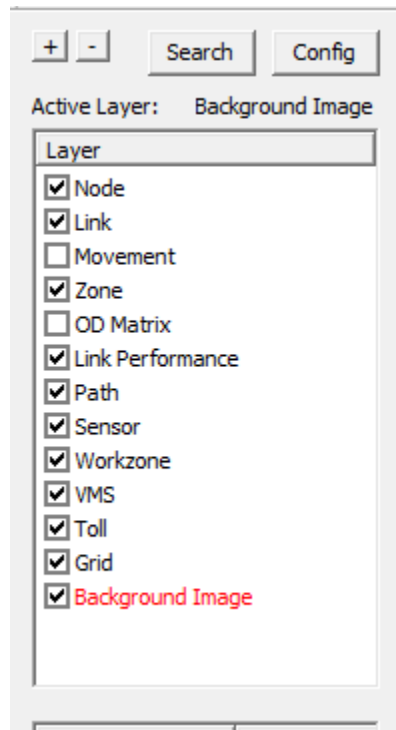 + - Search Config
Active Layer: Background Image
Layer
Node
Link
Movement
Zone
OD Matrix
Link Performance
Path
Sensor
Workzone
VMS
Toll
Grid
Background Image